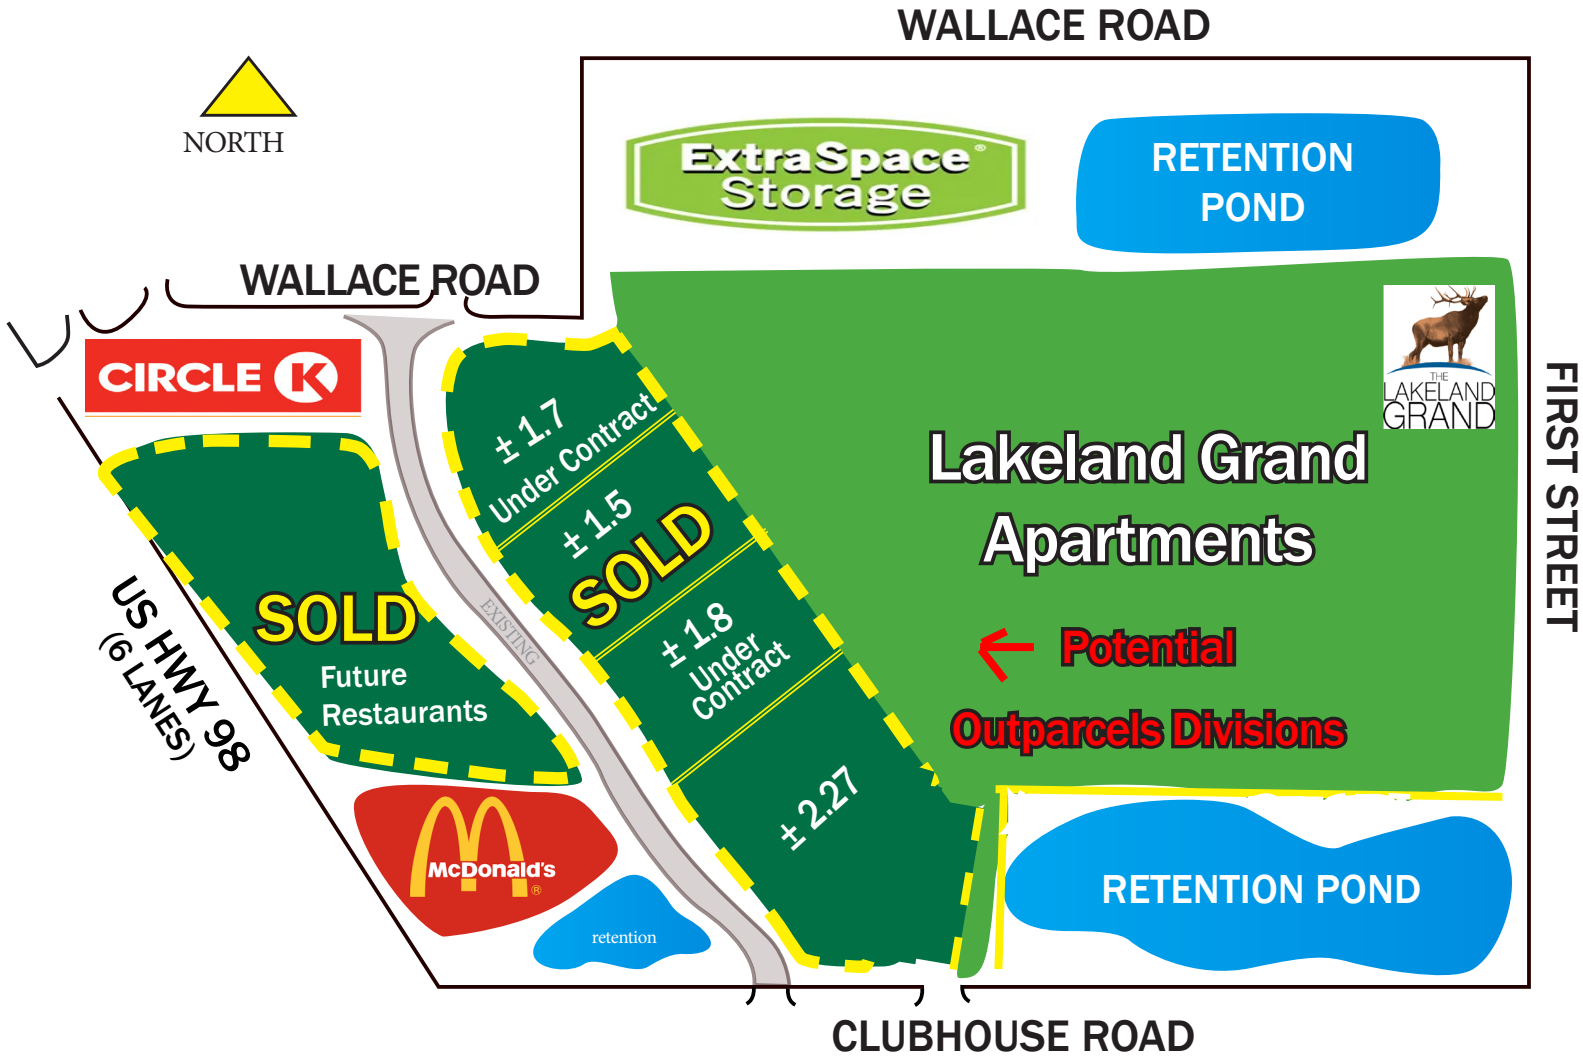 WALLACE ROAD
NORTH
ExtraSpace®
Storage
RETENTION
POND
WALLACE ROAD
CIRCLE K
THE
LAKELAND
GRAND
FIRST STREET
± 1.7
Under Contract
± 1.5
SOLD
± 1.8
Under
Contract
± 2.27
Lakeland Grand
Apartments
Potential
Outparcels Divisions
EXISTING
SOLD
Future
Restaurants
US HWY 98
(6 LANES)
McDonald's
®
retention
RETENTION POND
CLUBHOUSE ROAD